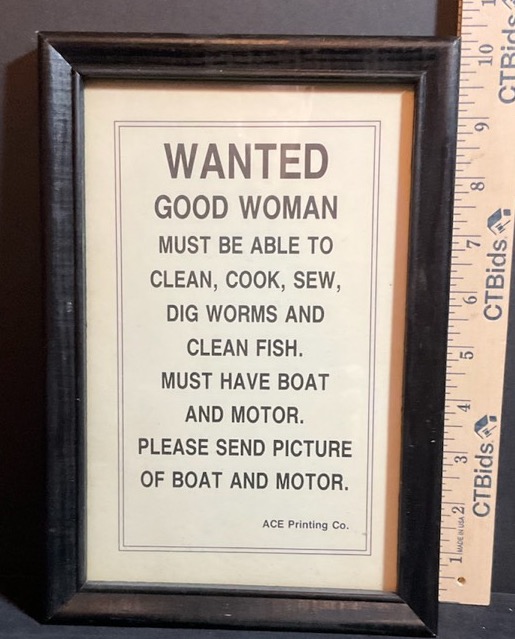 WANTED
GOOD WOMAN
MUST BE ABLE TO
CLEAN, COOK, SEW,
DIG WORMS AND
CLEAN FISH.
MUST HAVE BOAT
AND MOTOR.
PLEASE SEND PICTURE
OF BOAT AND MOTOR.
ACE Printing Co.
CTBids
10
9
8
7
CTBids
6
5
4
3
CTBids
2
MADE IN USA
1